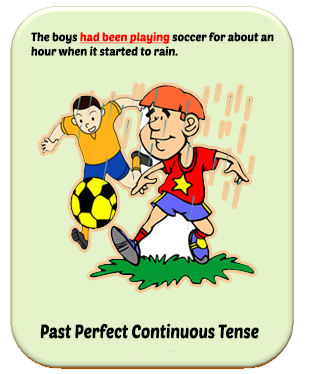 The boys had been playing soccer for about an
hour when it started to rain.
Past Perfect Continuous Tense